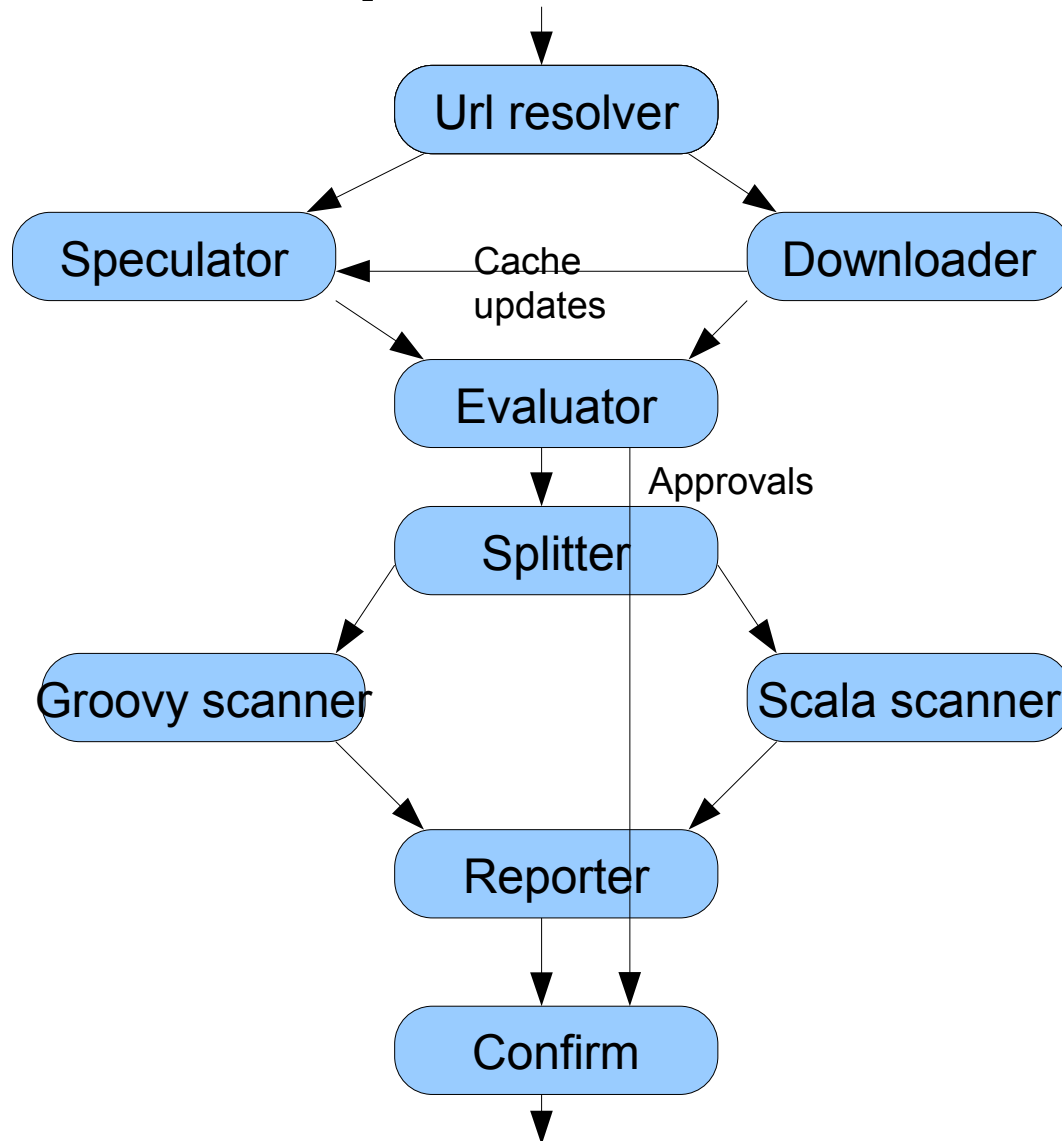 Url resolver
Speculator
Cache
updates
Downloader
Evaluator
Approvals
Splitter
Groovy scanner
Scala scanner
Reporter
Confirm